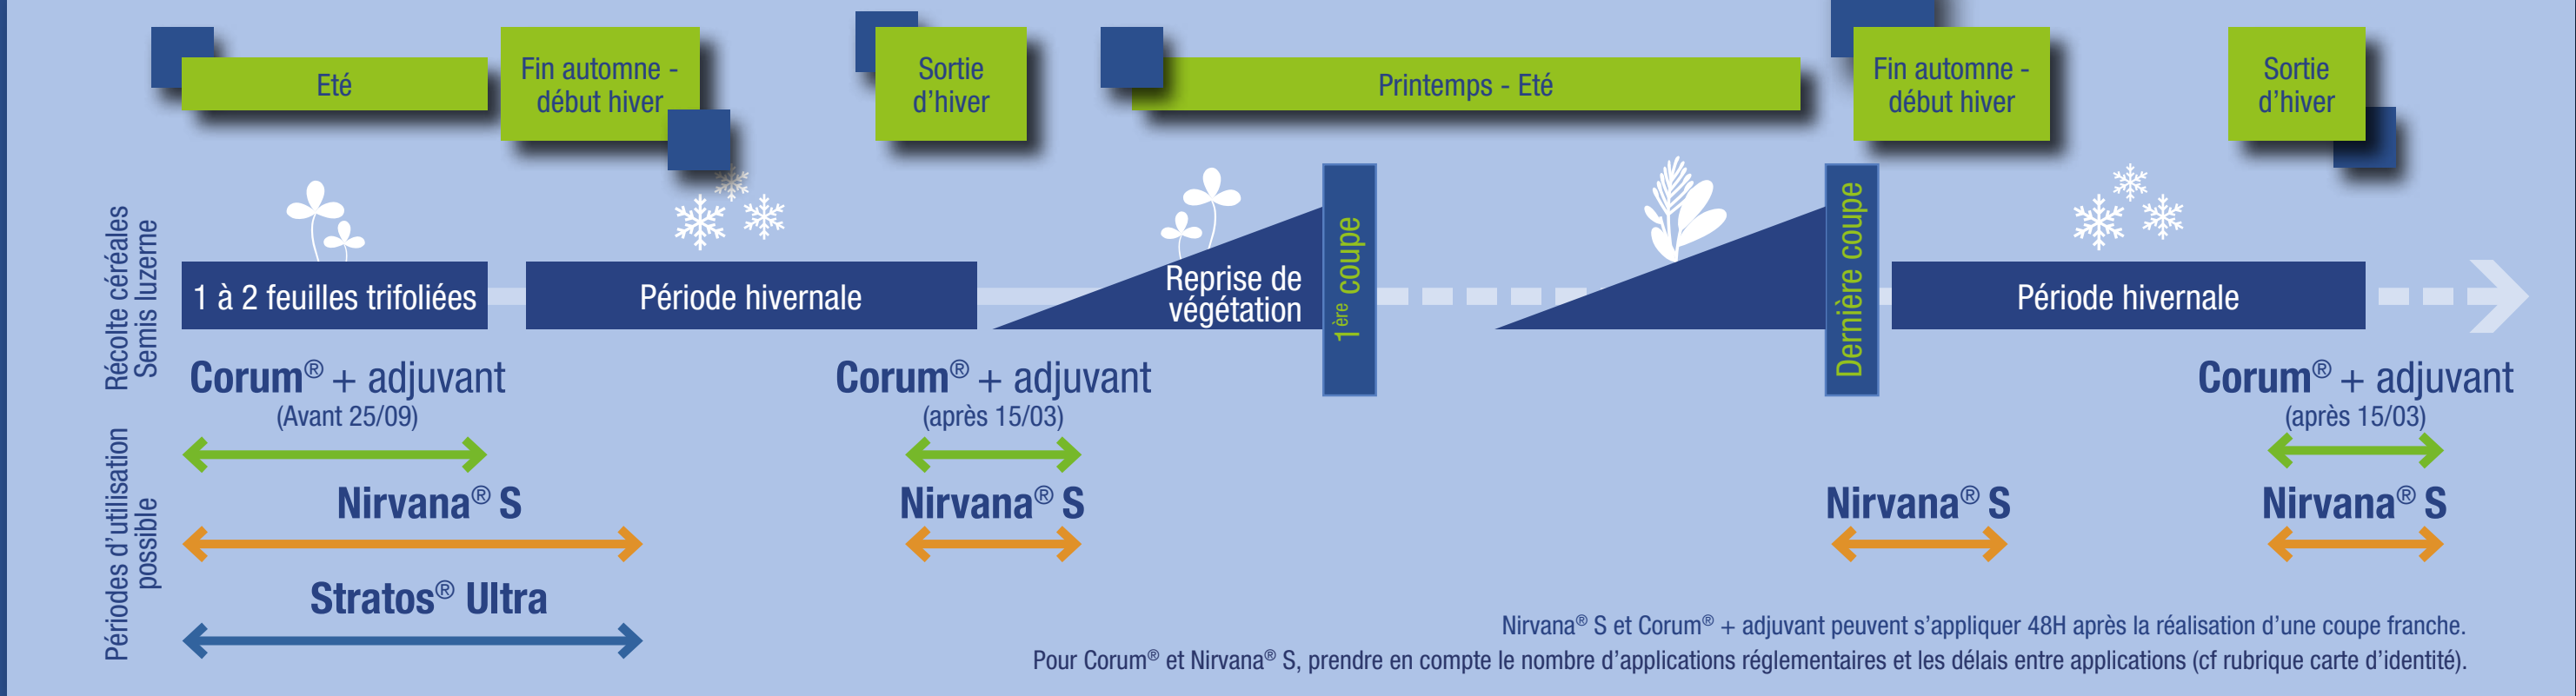 Eté
Fin automne -
début hiver
Sortie
d’hiver
Printemps - Eté
Fin automne -
début hiver
Sortie
d’hiver
Récolte céréales
Semis luzerne
1 à 2 feuilles trifoliées
Période hivernale
Reprise de
végétation
1ère coupe
Dernière coupe
Période hivernale
Périodes d’utilisation
possible
Corum® + adjuvant
(Avant 25/09)
Corum® + adjuvant
(après 15/03)
Corum® + adjuvant
(après 15/03)
Nirvana® S
Nirvana® S
Nirvana® S
Nirvana® S
Stratos® Ultra
Nirvana® S et Corum® + adjuvant peuvent s’appliquer 48H après la réalisation d’une coupe franche.
Pour Corum® et Nirvana® S, prendre en compte le nombre d’applications réglementaires et les délais entre applications (cf rubrique carte d’identité).